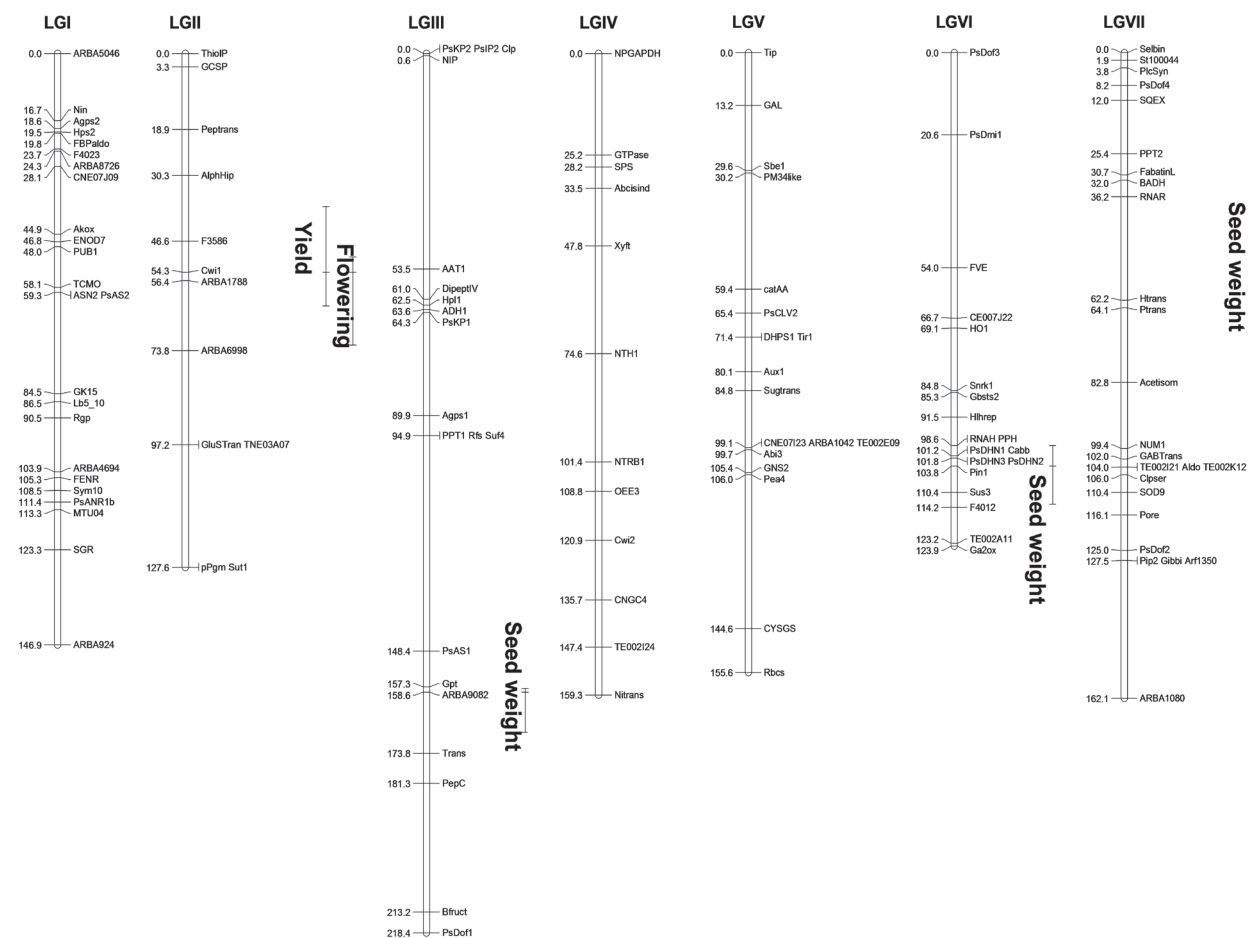 LGI
0.0 ARBA5046
16.7 Nin
18.6 Agps2
19.5 Hps2
19.8 FBPaldo
23.7 F4023
24.3 ARBA8726
28.1 CNE07J09
44.9 Akox
46.8 ENOD7
48.0 PUB1
58.1 TCMO
59.3 ASN2 PsAS2
84.5 GK15
86.5 Lb5_10
90.5 Rgp
103.9 ARBA4694
105.3 FENR
108.5 Sym10
111.4 PsANR1b
113.3 MTU04
123.3 SGR
146.9 ARBA924
LGII
0.0 ThiolP
3.3 GCSP
18.9 Peptrans
30.3 AlphHip
46.6 F3586
54.3 Cwi1
56.4 ARBA1788
73.8 ARBA6998
97.2 GluSTran TNE03A07
127.6 pPgm Sut1
LGIII
0.0 PsKP2 PsIP2 Clp
0.6 NIP
53.5 AAT1
61.0 DipeptIV
62.5 Hpl1
63.6 ADH1
64.3 PsKP1
89.9 Agps1
94.9 PPT1 Rfs Suf4
148.4 PsAS1
157.3 Gpt
158.6 ARBA9082
173.8 Trans
181.3 PepC
213.2 Bfruct
218.4 PsDof1
Yield
Flowering
Seed weight
LGIV
0.0 NPGAPDH
25.2 GTPase
28.2 SPS
33.5 Abcisind
47.8 Xyft
74.6 NTH1
101.4 NTRB1
108.8 OEE3
120.9 Cwi2
135.7 CNGC4
147.4 TE002I24
159.3 Nitrans
LGV
0.0 Tip
13.2 GAL
29.6 Sbe1
30.2 PM34like
59.4 catAA
65.4 PsCLV2
71.4 DHPS1 Tir1
80.1 Aux1
84.8 Sugtrans
99.1 CNE07I23 ARBA1042 TE002E09
99.7 Abi3
105.4 GNS2
106.0 Pea4
144.6 CYSGS
155.6 Rbcs
LGVI
0.0 PsDof3
20.6 PsDmi1
54.0 FVE
66.7 CE007J22
69.1 HO1
84.8 Snrk1
85.3 Gbsts2
91.5 Hlhrep
98.6 RNAH PPH
101.2 PsDHN1 Cabb
101.8 PsDHN3 PsDHN2
103.8 Pin1
110.4 Sus3
114.2 F4012
123.2 TE002A11
123.9 Ga2ox
Seed weight
LGVII
0.0 Selbin
1.9 St100044
3.8 PlcSyn
8.2 PsDof4
12.0 SQEX
25.4 PPT2
30.7 FabatinL
32.0 BADH
36.2 RNAR
62.2 Htrans
64.1 Ptrans
82.8 Acetisom
99.4 NUM1
102.0 GABTrans
104.0 TE002I21 Aldo TE002K12
106.0 Clpser
110.4 SOD9
116.1 Pore
125.0 PsDof2
127.5 Pip2 Gibbi Arf1350
162.1 ARBA1080
Seed weight